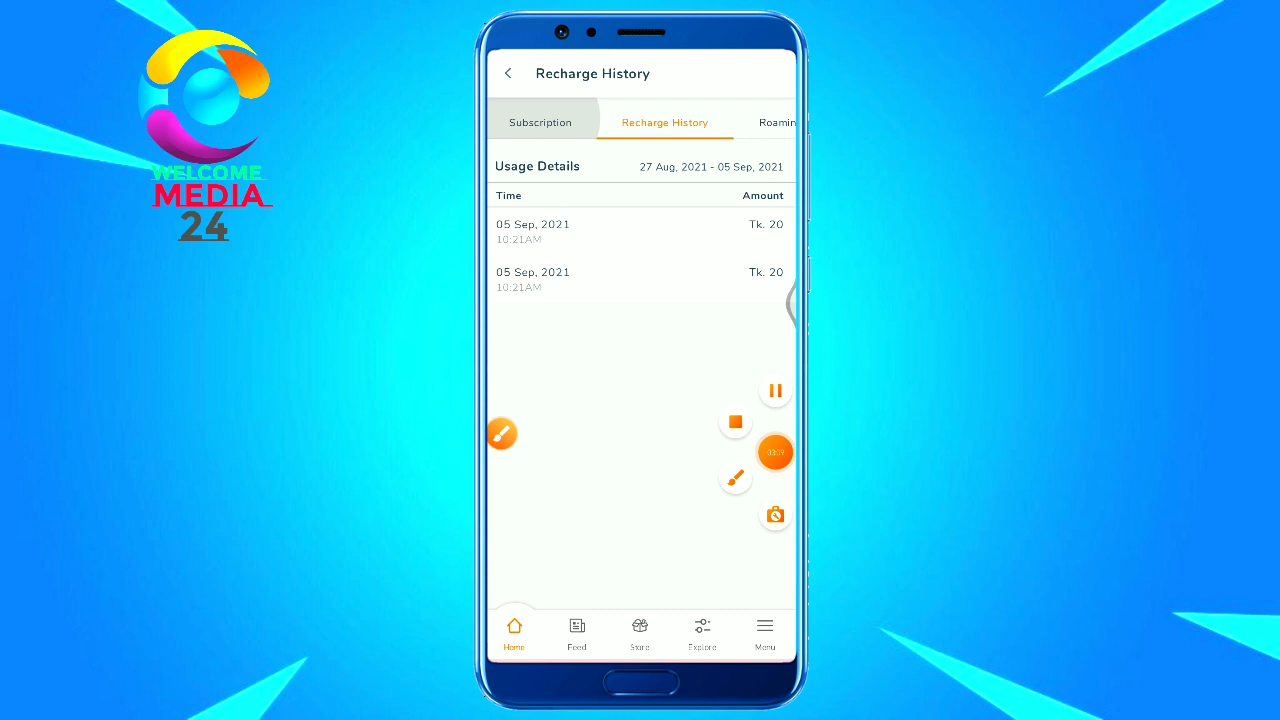 WELCOME
MEDIA
24
Recharge History
Subscription Recharge History Roamin
Usage Details 27 Aug, 2021 - 05 Sep, 2021
Time Amount
05 Sep, 2021 Tk. 20
10:21AM
05 Sep, 2021 Tk. 20
10:21AM
03:09
Home Feed Store Explore Menu